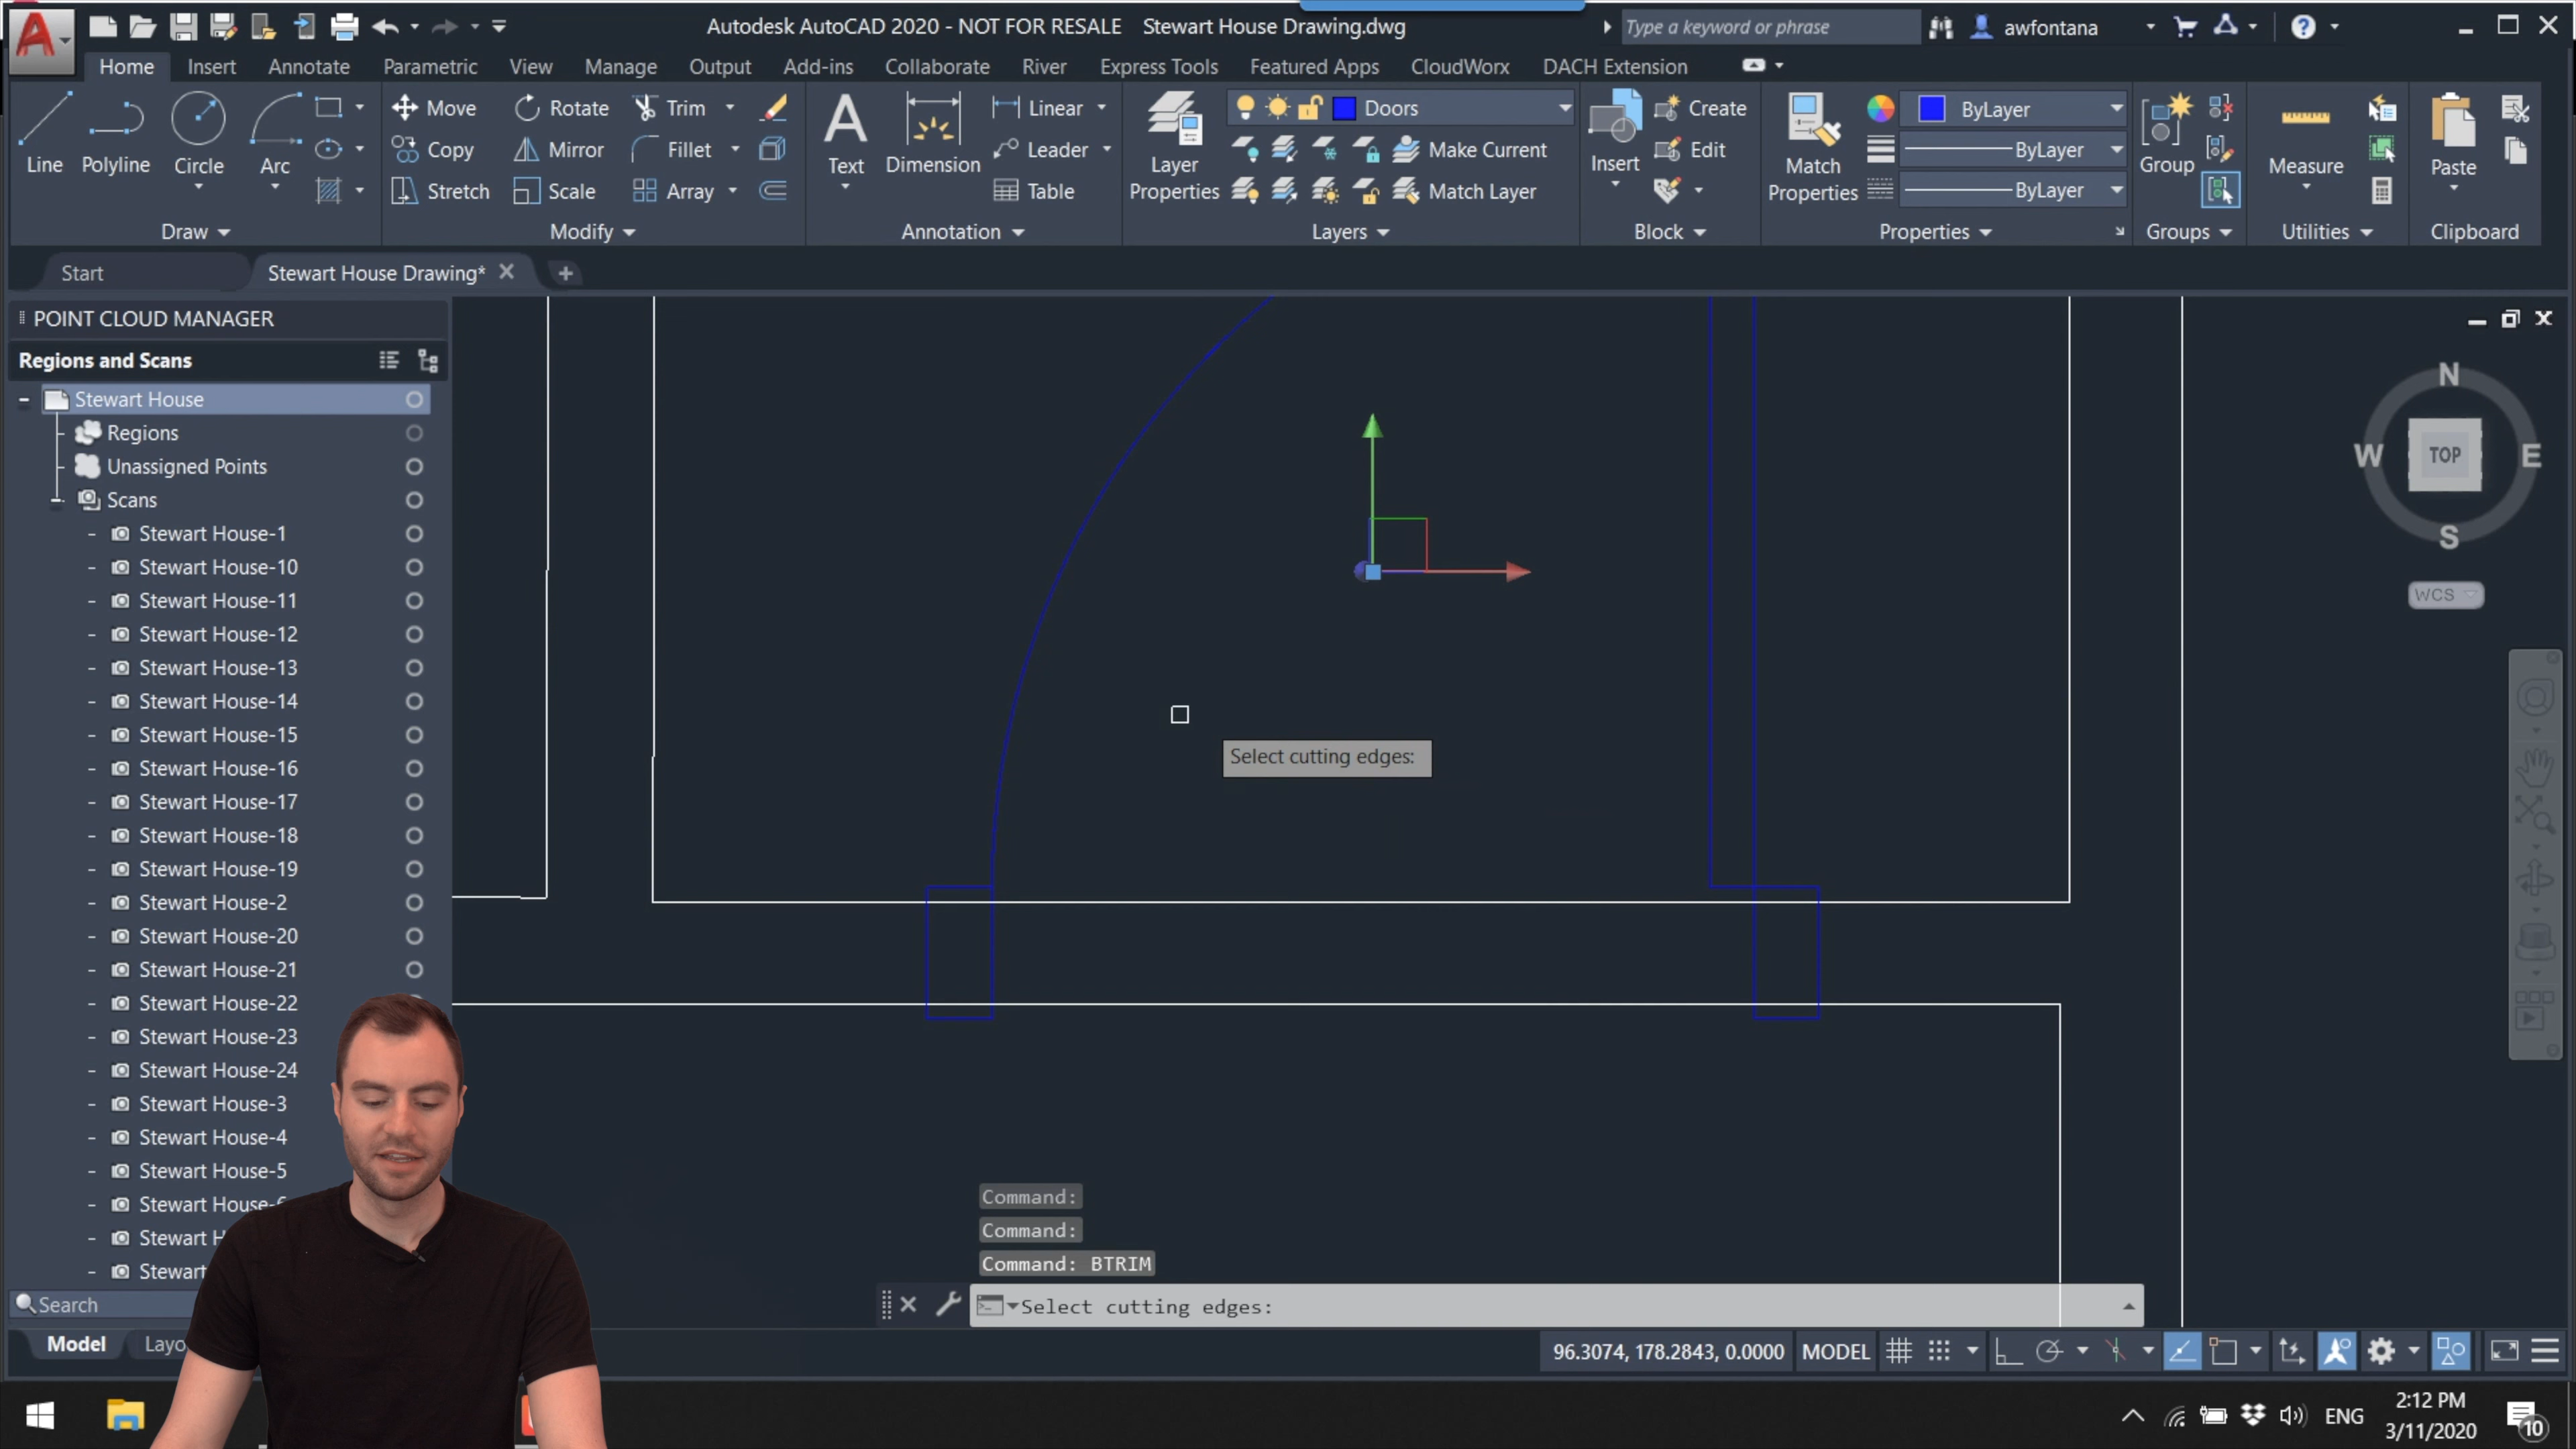 Autodesk AutoCAD 2020 - NOT FOR RESALE Stewart House Drawing.dwg
Type a keyword or phrase
awfontana
Home Insert Annotate Parametric View Manage Output Add-ins Collaborate River Express Tools Featured Apps CloudWorx DACH Extension
Line Polyline Circle Arc
Move Rotate Trim
Copy Mirror Fillet
Stretch Scale Array
Text Dimension
Linear
Leader
Table
Layer Properties
Doors
Make Current
Match Layer
Insert
Create
Edit
Match Properties
ByLayer
ByLayer
ByLayer
Group
Measure
Paste
Draw Modify Annotation Layers Block Properties Groups Utilities Clipboard
Start Stewart House Drawing*
POINT CLOUD MANAGER
Regions and Scans
Stewart House
Regions
Unassigned Points
Scans
Stewart House-1
Stewart House-10
Stewart House-11
Stewart House-12
Stewart House-13
Stewart House-14
Stewart House-15
Stewart House-16
Stewart House-17
Stewart House-18
Stewart House-19
Stewart House-2
Stewart House-20
Stewart House-21
Stewart House-22
Stewart House-23
Stewart House-24
Stewart House-3
Stewart House-4
Stewart House-5
Stewart House-
Stewart H
Stewart
Search
Model Layo
N
W TOP E
S
WCS
Select cutting edges:
Command:
Command:
Command: BTRIM
Select cutting edges:
96.3074, 178.2843, 0.0000 MODEL
ENG
2:12 PM
3/11/2020
10